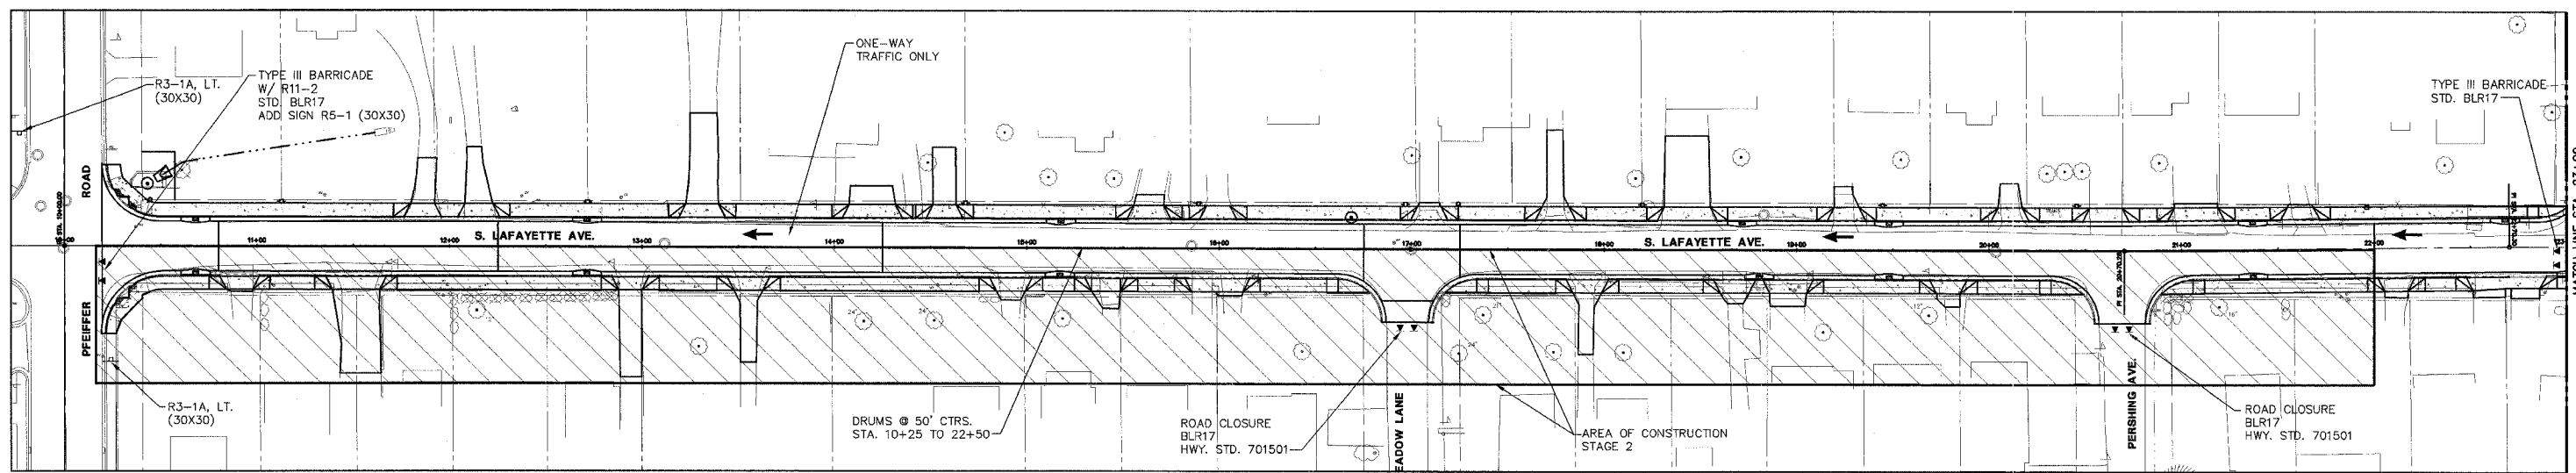 ONE-WAY
TRAFFIC ONLY
TYPE III BARRICADE
W/ R11-2
STD. BLR17
ADD SIGN R5-1 (30X30)
R3-1A, LT.
(30X30)
TYPE III BARRICADE
STD. BLR17
ROAD
PFEIFFER
S. LAFAYETTE AVE.
S. LAFAYETTE AVE.
11+00
12+00
13+00
14+00
15+00
16+00
17+00
18+00
19+00
20+00
21+00
22+00
24"
24"
24"
16"
R3-1A, LT.
(30X30)
DRUMS @ 50' CTRS.
STA. 10+25 TO 22+50
ROAD CLOSURE
BLR17
HWY. STD. 701501
EADOW LANE
AREA OF CONSTRUCTION
STAGE 2
PERSHING AVE.
ROAD CLOSURE
BLR17
HWY. STD. 701501